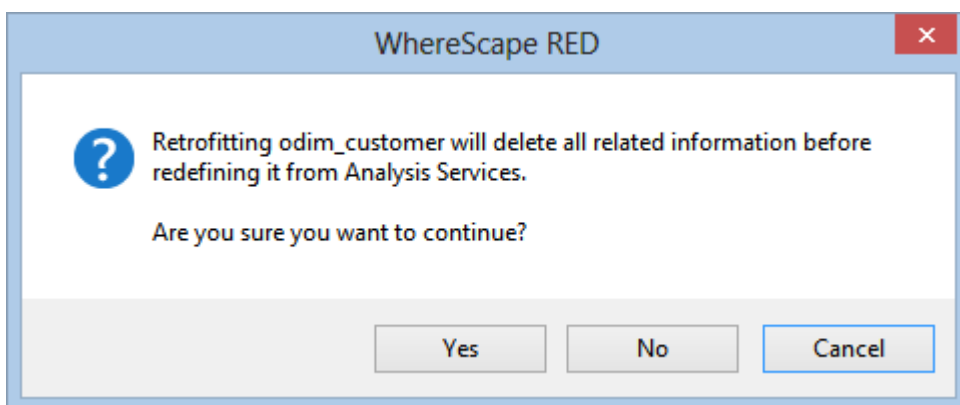 WhereScape RED
Retrofitting odim_customer will delete all related information before
redefining it from Analysis Services.
Are you sure you want to continue?
Yes
No
Cancel